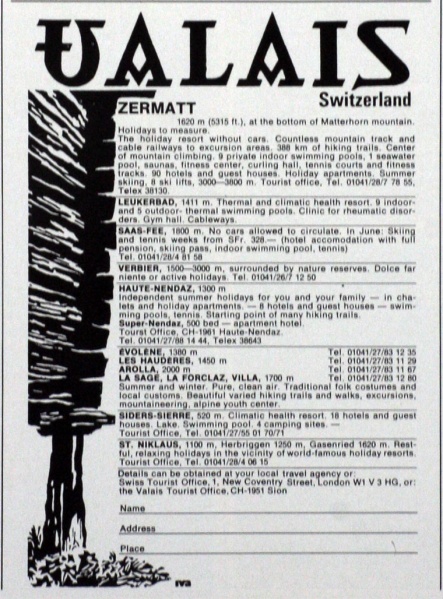 VALAIS
Switzerland
ZERMATT
1620 m (5315 ft.), at the bottom of Matterhorn mountain.
Holidays to measure.
The holiday resort without cars. Countless mountain track and
cable railways to excursion areas. 388 km of hiking trails. Center
of mountain climbing. 9 private indoor swimming pools, 1 seawater
pool, saunas, fitness center, curling hall, tennis courts and fitness
tracks. 90 hotels and guest houses. Holiday apartments. Summer
skiing, 8 ski lifts, 3000—3800 m. Tourist office, Tel. 01041/28/7 78 55,
Telex 38130.
LEUKERBAD, 1411 m. Thermal and climatic health resort. 9 indoor-
and 5 outdoor- thermal swimming pools. Clinic for rheumatic disor-
ders. Gym hall. Cableways.
SAAS-FEE, 1800 m. No cars allowed to circulate. In June: Skiing
and tennis weeks from SFr. 328.— (hotel accomodation with full
pension, skiing pass, indoor swimming pool, tennis)
Tel. 01041/28/4 81 58
VERBIER, 1500—3000 m, surrounded by nature reserves. Dolce far
niente or active holidays. Tel. 01041/26/7 12 50
HAUTE-NENDAZ, 1300 m
Independent summer holidays for you and your family — in cha-
lets and holiday apartments. — 8 hotels and guest houses — swim-
ming pools, tennis. Starting point of many hiking trails.
Super-Nendaz, 500 bed — apartment hotel.
Tourist Office, CH-1961 Haute-Nendaz.
Tel. 01041/27/88 14 44, Telex 38643
EVOLÈNE, 1380 m Tel. 01041/27/83 12 35
LES HAUDÈRES, 1450 m Tel. 01041/27/83 11 29
AROLLA, 2000 m Tel. 01041/27/83 11 67
LA SAGE, LA FORCLAZ, VILLA, 1700 m Tel. 01041/27/83 12 80
Summer and winter. Pure, clean air. Traditional folk costumes and
local customs. Beautiful varied hiking trails and walks, excursions,
mountaineering, alpine youth center.
SIDERS-SIERRE, 520 m. Climatic health resort. 18 hotels and guest
houses. Lake. Swimming pool. 4 camping sites. —
Tourist Office, Tel. 01041/27/55 01 70/71
ST. NIKLAUS, 1100 m, Herbriggen 1250 m, Gasenried 1620 m. Rest-
ful, relaxing holidays in the vicinity of world-famous holiday resorts.
Tourist Office, Tel. 01041/28/4 06 15
Details can be obtained at your local travel agency or:
Swiss Tourist Office, 1, New Coventry Street, London W1 V 3 HG, or:
the Valais Tourist Office, CH-1951 Sion
Name
Address
Place